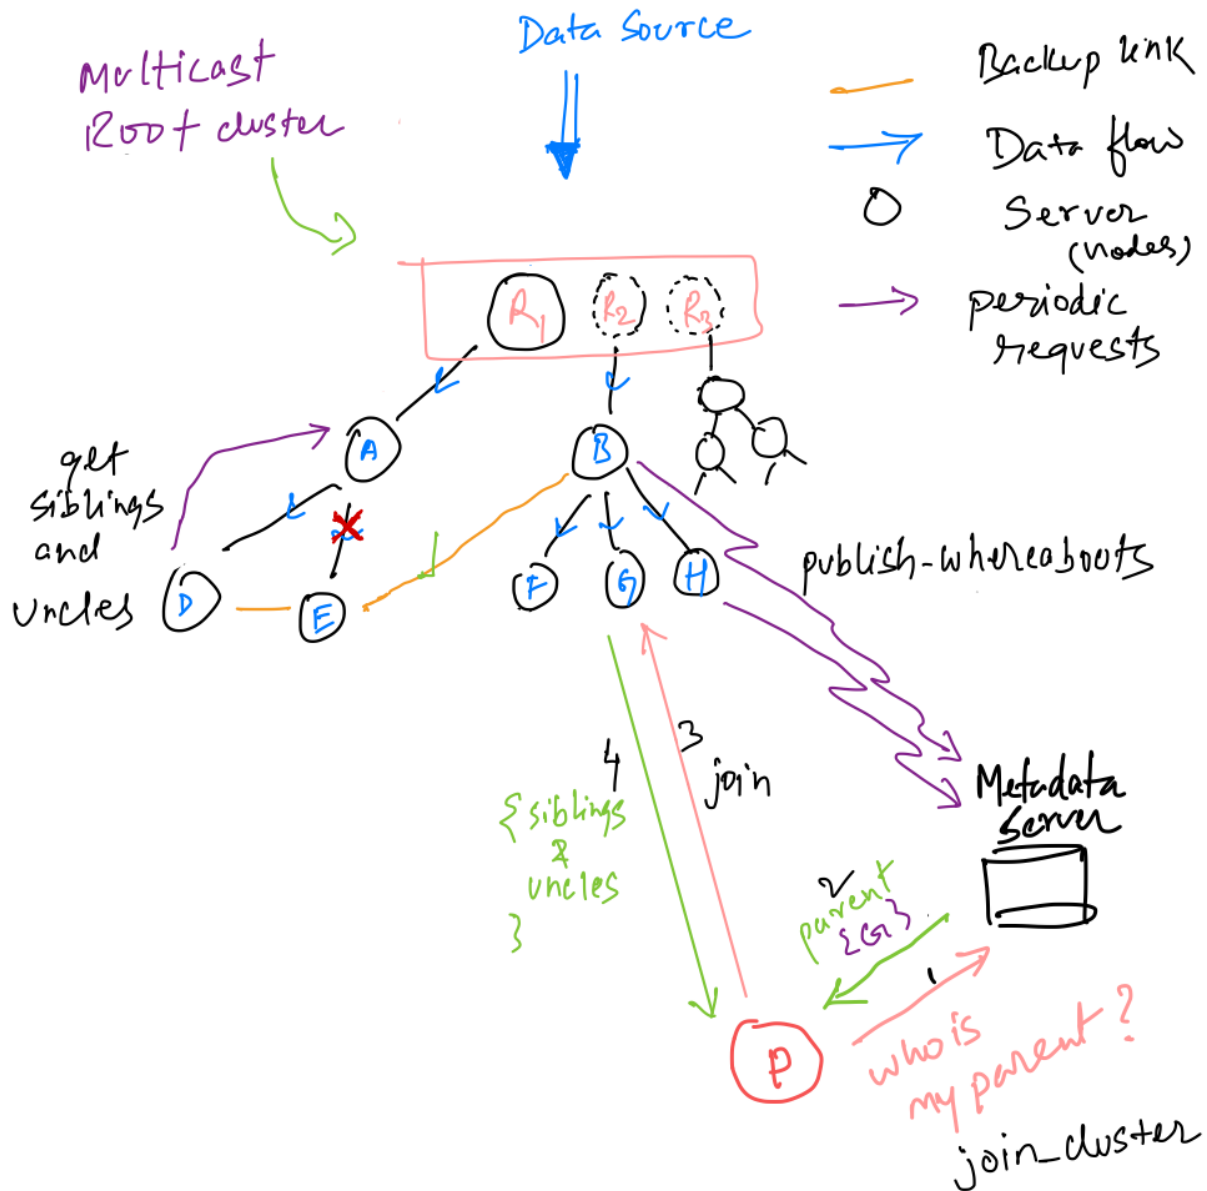 Data Source
Multicast
Root cluster
Backup link
Data flow
Server
(nodes)
periodic
requests
R1
R2
R3
A
B
get
siblings
and
uncles
D
E
F
G
H
publish-whereabouts
4
3
join
{siblings
&
uncles
}
Metadata
Server
2
parent
{G}
1
P
who is
my parent?
join_cluster